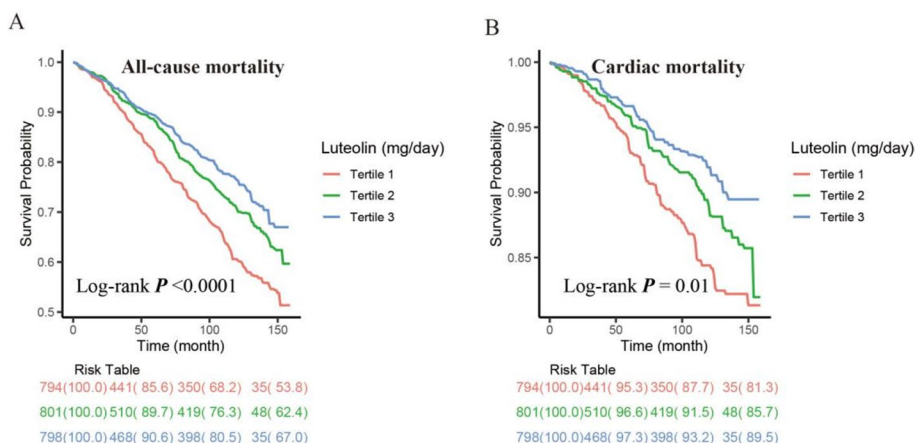 A
All-cause mortality
1.0
0.9
0.8
0.7
0.6
0.5
Survival Probability
Log-rank P <0.0001
0 50 100 150
Time (month)
Luteolin (mg/day)
Tertile 1
Tertile 2
Tertile 3
Risk Table
794(100.0) 441( 85.6) 350( 68.2) 35( 53.8)
801(100.0) 510( 89.7) 419( 76.3) 48( 62.4)
798(100.0) 468( 90.6) 398( 80.5) 35( 67.0)
B
Cardiac mortality
1.00
0.95
0.90
0.85
Survival Probability
Log-rank P = 0.01
0 50 100 150
Time (month)
Luteolin (mg/day)
Tertile 1
Tertile 2
Tertile 3
Risk Table
794(100.0) 441( 95.3) 350( 87.7) 35( 81.3)
801(100.0) 510( 96.6) 419( 91.5) 48( 85.7)
798(100.0) 468( 97.3) 398( 93.2) 35( 89.5)